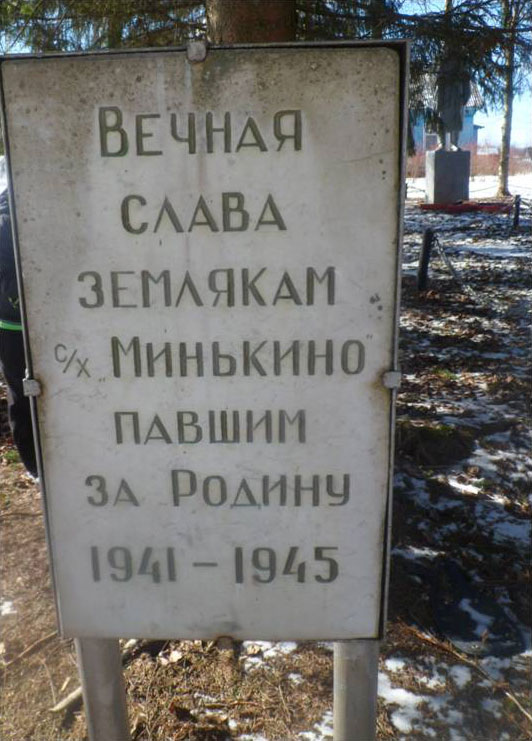 Вечная
слава
землякам
с/х „Минькино"
павшим
за Родину
1941 – 1945